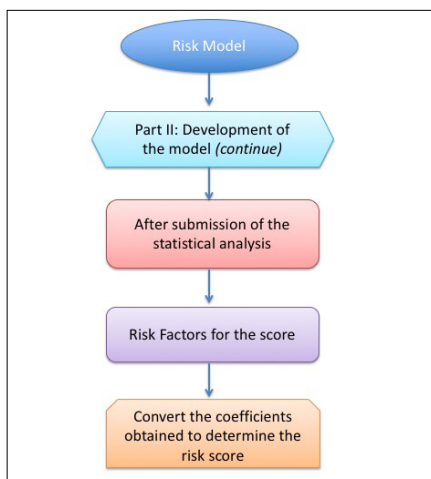 Risk Model
Part II: Development of
the model (continue)
After submission of the
statistical analysis
Risk Factors for the score
Convert the coefficients
obtained to determine the
risk score